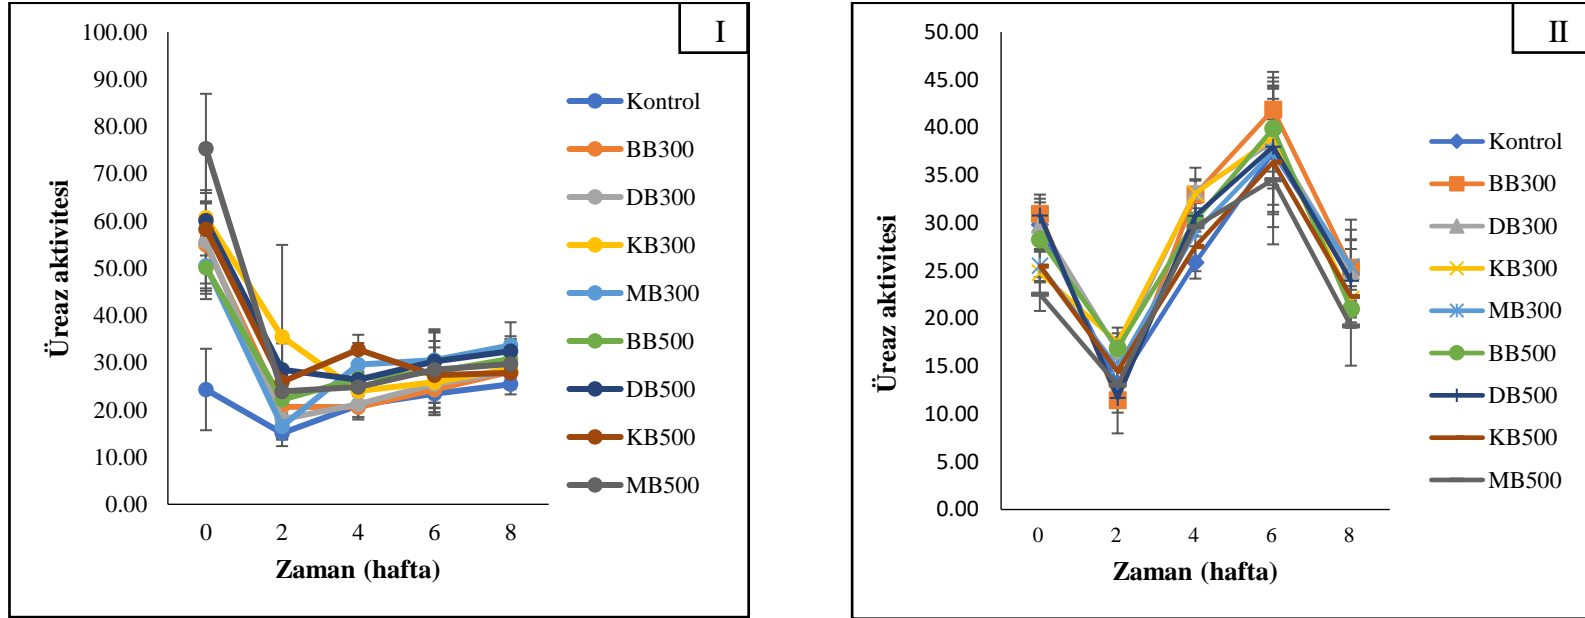 I
100.00
90.00
80.00
70.00
60.00
50.00
40.00
30.00
20.00
10.00
0.00
Üreaz aktivitesi
0 2 4 6 8
Zaman (hafta)
Kontrol
BB300
DB300
KB300
MB300
BB500
DB500
KB500
MB500
II
50.00
45.00
40.00
35.00
30.00
25.00
20.00
15.00
10.00
5.00
0.00
Üreaz aktivitesi
0 2 4 6 8
Zaman (hafta)
Kontrol
BB300
DB300
KB300
MB300
BB500
DB500
KB500
MB500